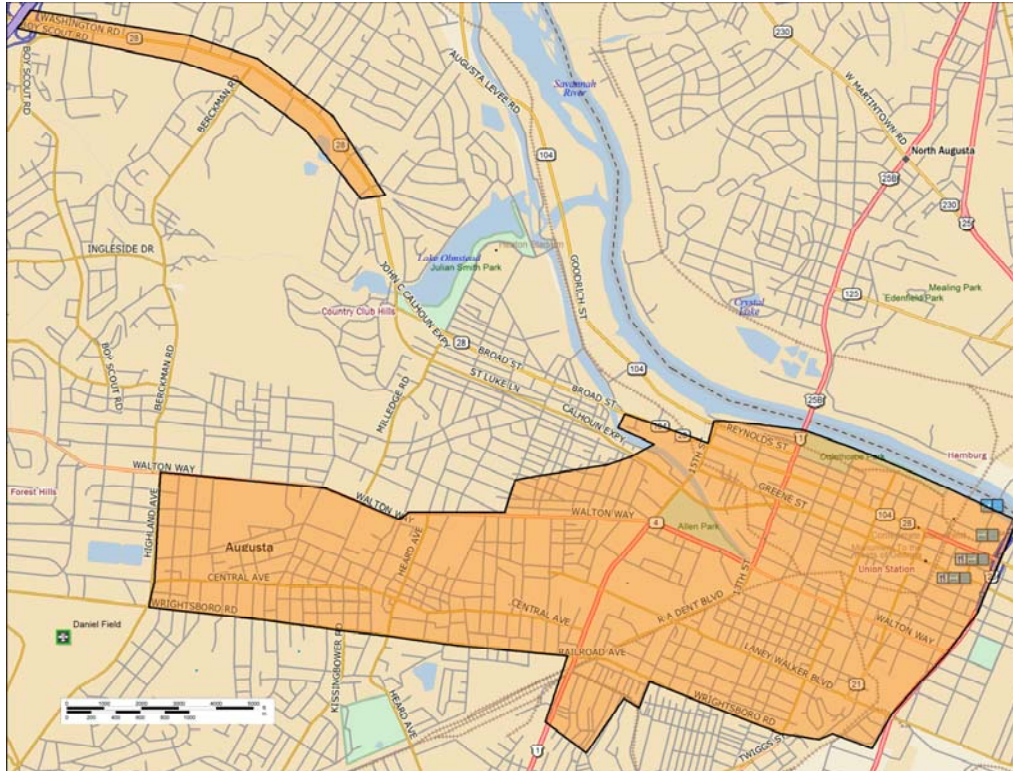 WASHINGTON RD
BOY SCOUT RD
28
BOY SCOUT RD
BERCKMAN RD
28
AUGUSTA LEVEE RD
104
Savannah
River
230
W MARTINTOWN RD
North Augusta
230
25
INGLESIDE DR
JOHN C CALHOUN EXPY
Lake Olmstead
Julian Smith Park
GOODRICH ST
Country Club Hills
Crystal
Lake
Mealing Park
125
Edenfield Park
BOY SCOUT RD
BERCKMAN RD
28
BROAD ST
ST LUKE LN
MILLEDGE RD
104
BROAD ST
CALHOUN EXPY
REYNOLDS ST
1
Hamburg
15TH ST
WALTON WAY
Forest Hills
HIGHLAND AVE
WALTON WAY
WALTON WAY
GREENE ST
4
Allen Park
104
28
Augusta
HEARD AVE
CENTRAL AVE
WRIGHTSBORO RD
CENTRAL AVE
R A DENT BLVD
13TH ST
Union Station
WALTON WAY
Daniel Field
KISSINGBOWER RD
RAILROAD AVE
LANEY WALKER BLVD
21
WRIGHTSBORO RD
HEARD AVE
TWIGGS ST